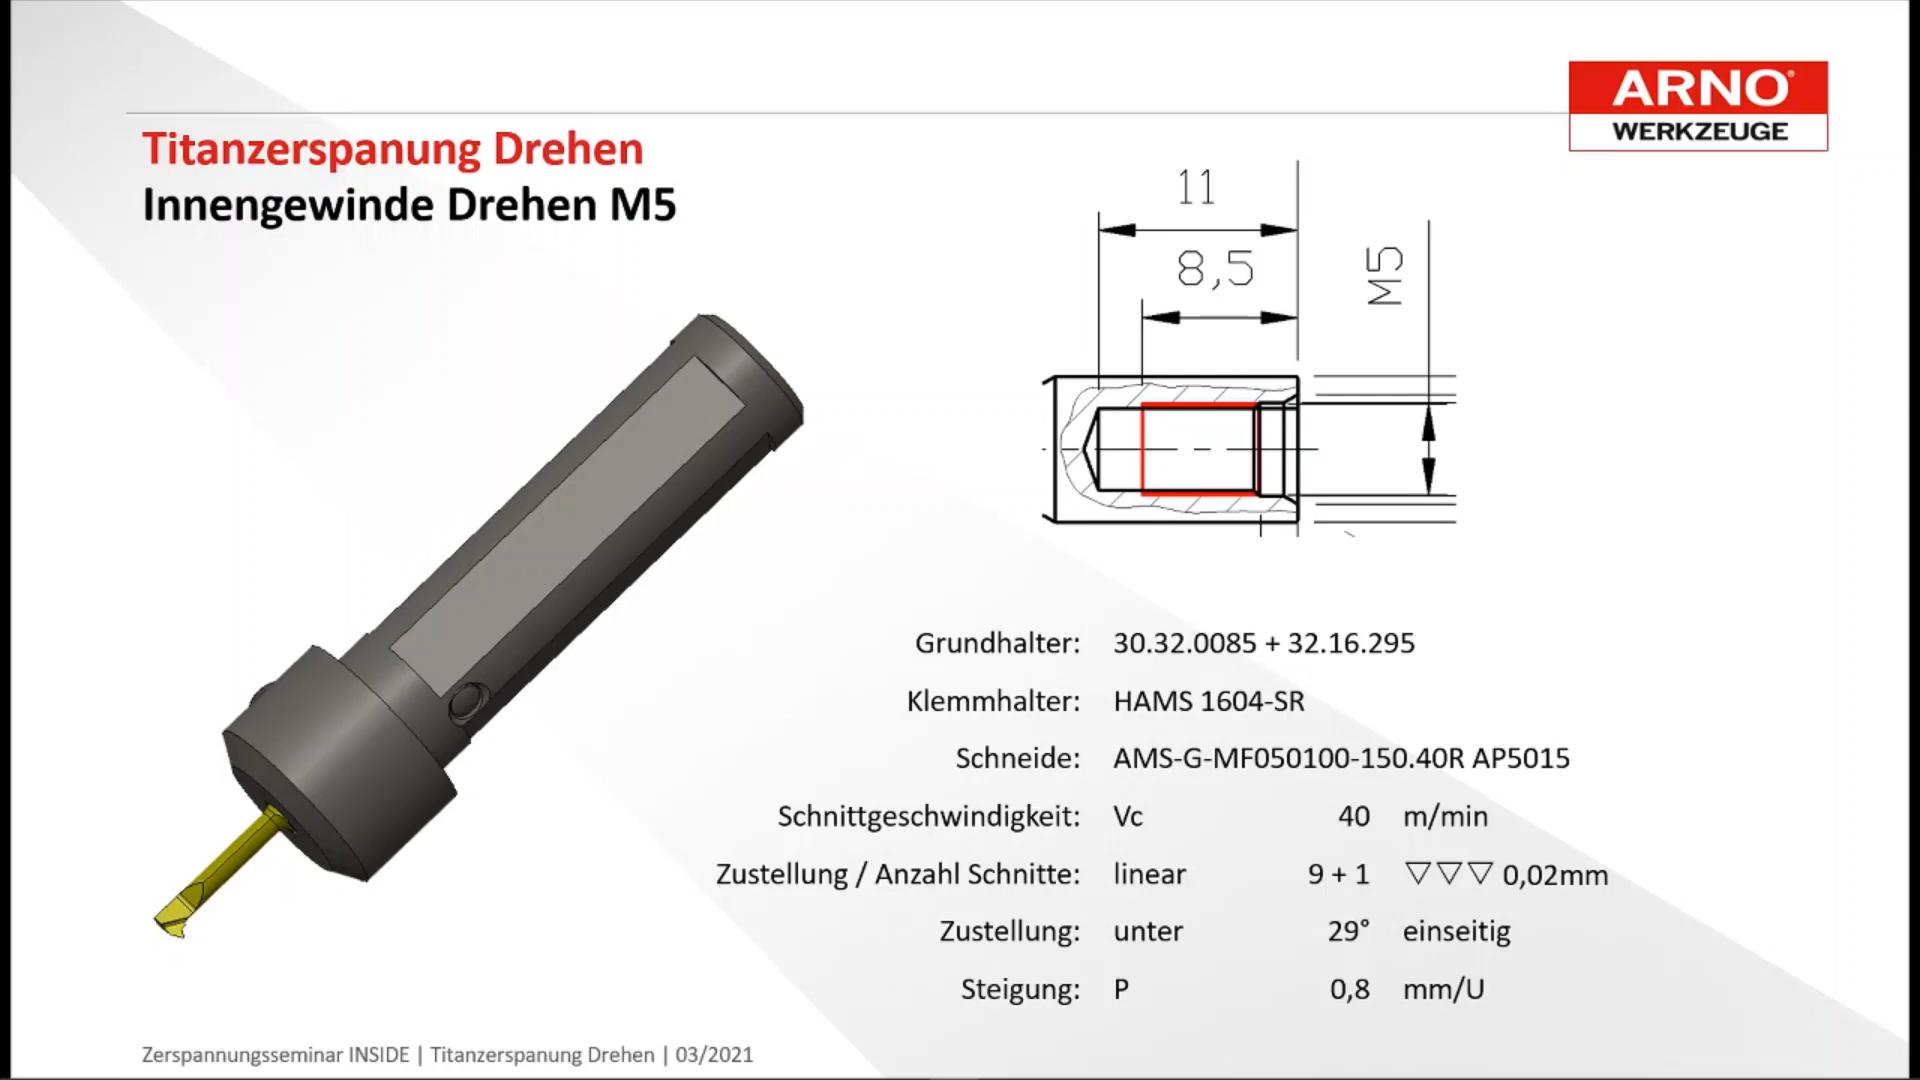 ARNO®
WERKZEUGE
Titanzerspanung Drehen
Innengewinde Drehen M5
11
8,5
M5
Grundhalter: 30.32.0085 + 32.16.295
Klemmhalter: HAMS 1604-SR
Schneide: AMS-G-MF050100-150.40R AP5015
Schnittgeschwindigkeit: Vc 40 m/min
Zustellung / Anzahl Schnitte: linear 9 + 1 ▽▽▽ 0,02mm
Zustellung: unter 29° einseitig
Steigung: P 0,8 mm/U
Zerspannungsseminar INSIDE | Titanzerspanung Drehen | 03/2021